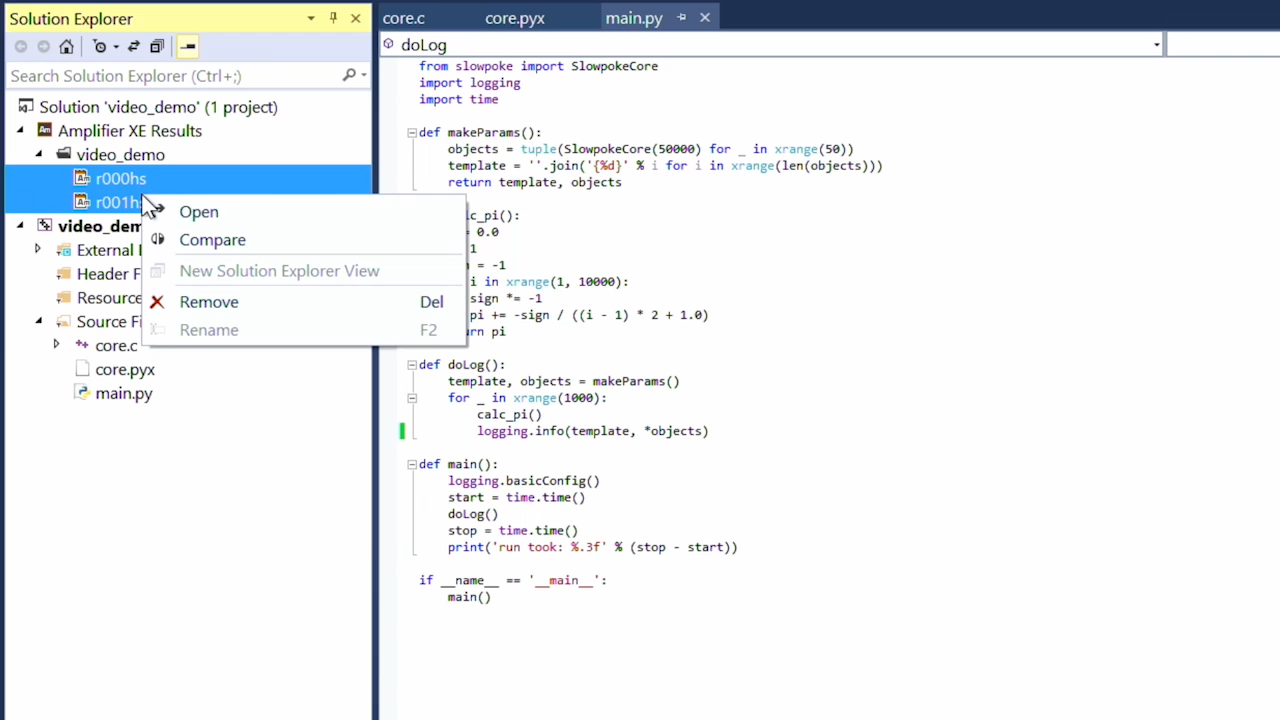 Solution Explorer
Search Solution Explorer (Ctrl+;)
Solution 'video_demo' (1 project)
Amplifier XE Results
video_demo
r000hs
r001hs
video_dem
External
Header F
Resource
Source Fi
core.c
core.pyx
main.py
Open
Compare
New Solution Explorer View
Remove Del
Rename F2
core.c core.pyx main.py
doLog
from slowpoke import SlowpokeCore
import logging
import time
def makeParams():
objects = tuple(SlowpokeCore(50000) for _ in xrange(50))
template = ''.join('{%d}' % i for i in xrange(len(objects)))
return template, objects
lc_pi():
= 0.0
1
= -1
i in xrange(1, 10000):
sign *= -1
pi += -sign / ((i - 1) * 2 + 1.0)
rn pi
def doLog():
template, objects = makeParams()
for _ in xrange(1000):
calc_pi()
logging.info(template, *objects)
def main():
logging.basicConfig()
start = time.time()
doLog()
stop = time.time()
print('run took: %.3f' % (stop - start))
if __name__ == '__main__':
main()